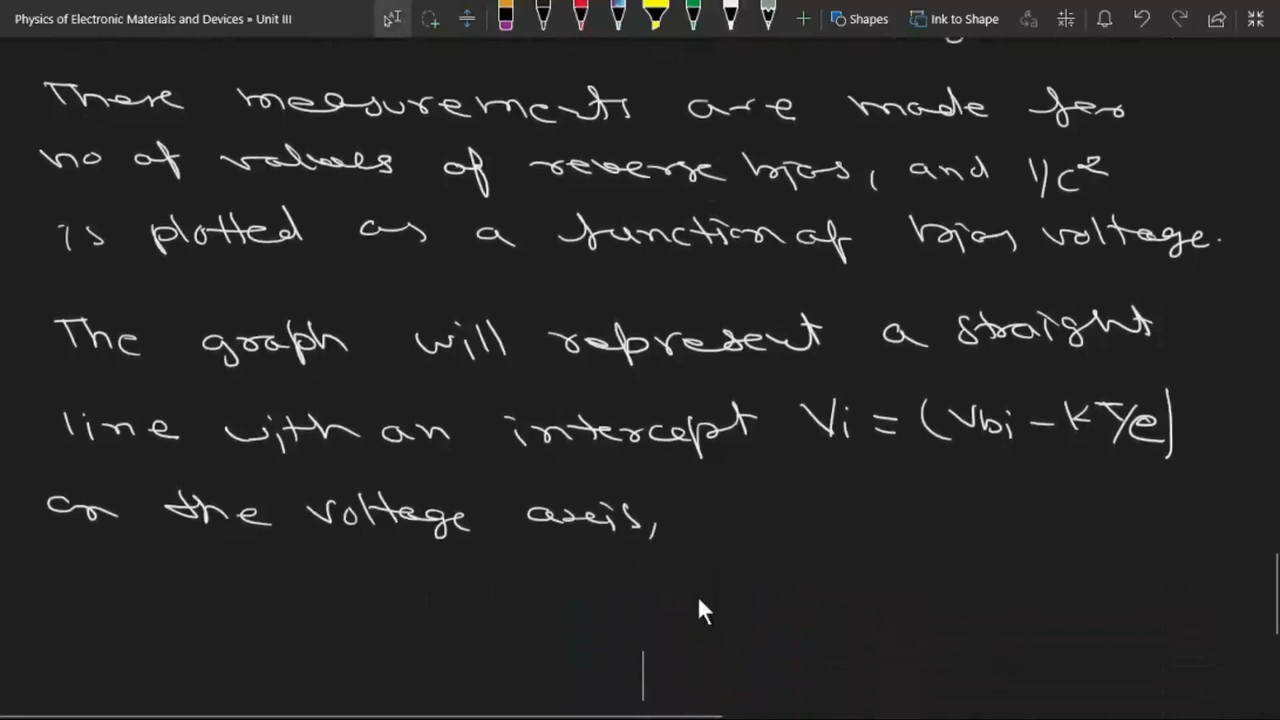 Physics of Electronic Materials and Devices » Unit III
Shapes
Ink to Shape
These measurements are made for
no of values of reverse bias, and 1/c²
is plotted as a function of bias voltage.
The graph will represent a straight
line with an intercept Vi = (Vbi - kT/e)
on the voltage axis,